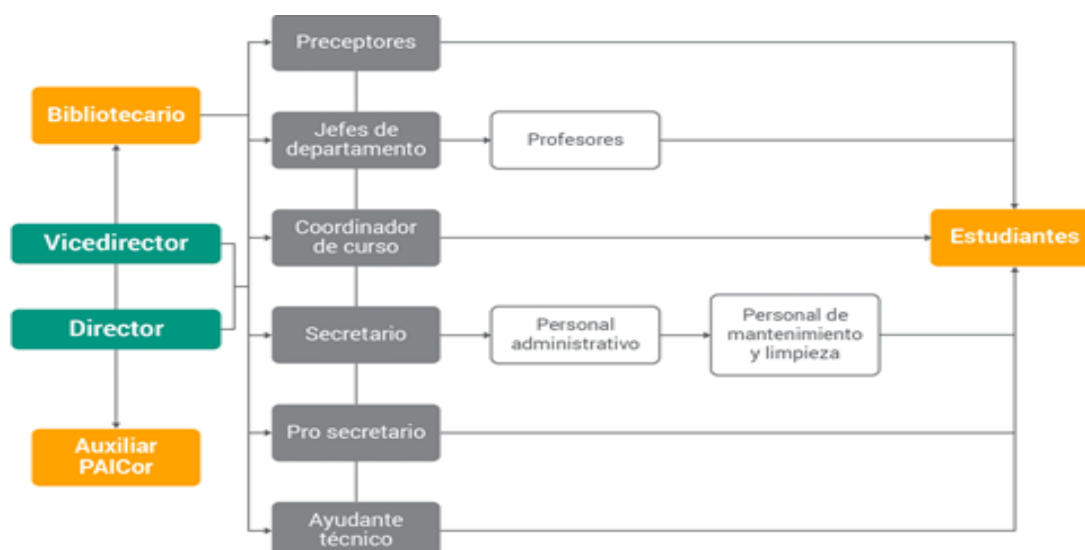 Preceptores
Bibliotecario
Jefes de
departamento
Profesores
Vicedirector
Coordinador
de curso
Estudiantes
Director
Secretario
Personal
administrativo
Personal de
mantenimiento
y limpieza
Auxiliar
PAICor
Pro secretario
Ayudante
técnico